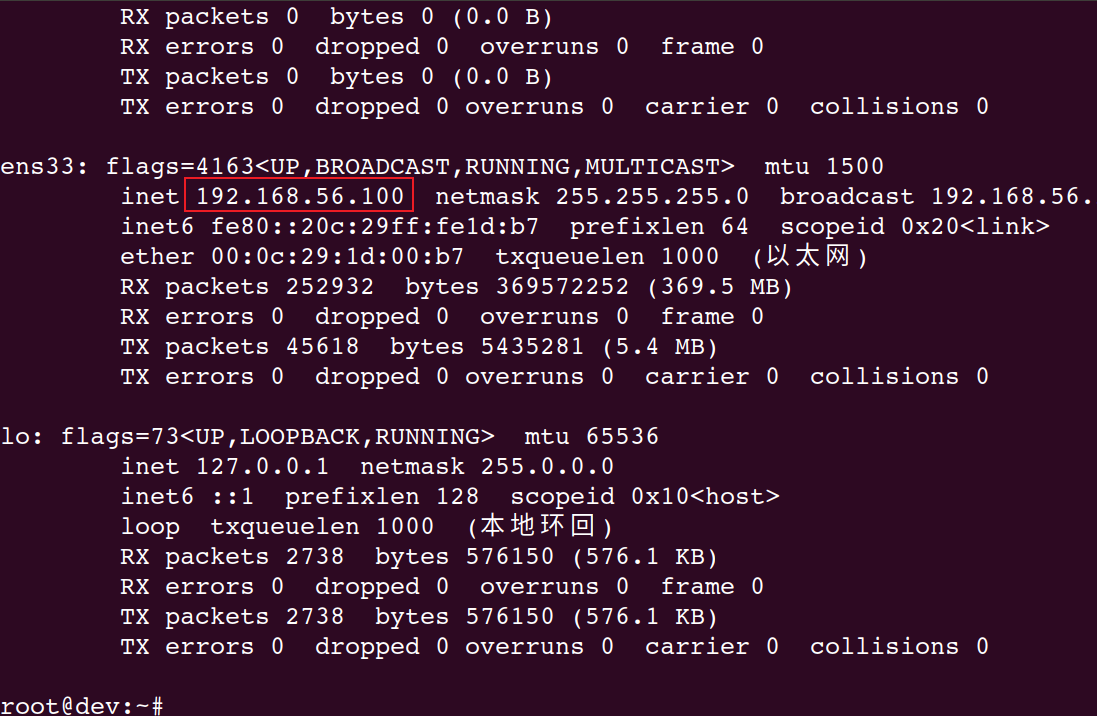 RX packets 0  bytes 0 (0.0 B)
RX errors 0  dropped 0  overruns 0  frame 0
TX packets 0  bytes 0 (0.0 B)
TX errors 0  dropped 0 overruns 0  carrier 0  collisions 0
ens33: flags=4163<UP,BROADCAST,RUNNING,MULTICAST>  mtu 1500
inet 192.168.56.100  netmask 255.255.255.0  broadcast 192.168.56.
inet6 fe80::20c:29ff:fe1d:b7  prefixlen 64  scopeid 0x20<link>
ether 00:0c:29:1d:00:b7  txqueuelen 1000  (以太网)
RX packets 252932  bytes 369572252 (369.5 MB)
RX errors 0  dropped 0  overruns 0  frame 0
TX packets 45618  bytes 5435281 (5.4 MB)
TX errors 0  dropped 0 overruns 0  carrier 0  collisions 0
lo: flags=73<UP,LOOPBACK,RUNNING>  mtu 65536
inet 127.0.0.1  netmask 255.0.0.0
inet6 ::1  prefixlen 128  scopeid 0x10<host>
loop  txqueuelen 1000  (本地环回)
RX packets 2738  bytes 576150 (576.1 KB)
RX errors 0  dropped 0  overruns 0  frame 0
TX packets 2738  bytes 576150 (576.1 KB)
TX errors 0  dropped 0 overruns 0  carrier 0  collisions 0
root@dev:~#